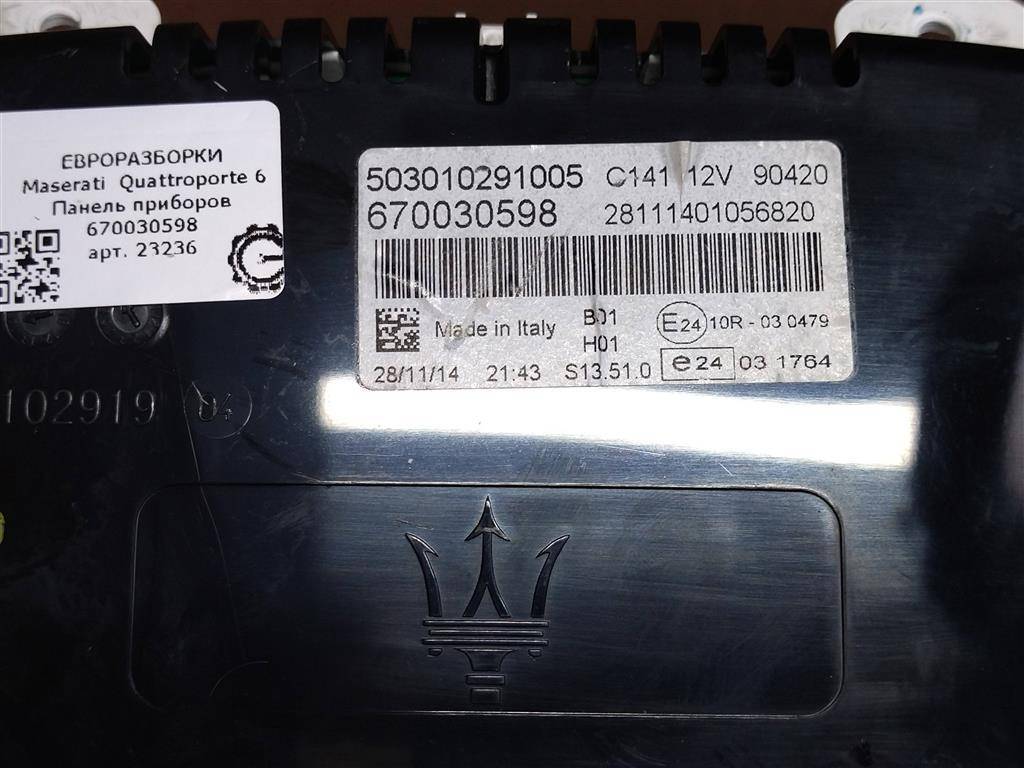 ЕВРОРАЗБОРКИ
Maserati Quattroporte 6
Панель приборов
670030598
арт. 23236
503010291005 C141 12V 90420
670030598 28111401056820
Made in Italy B01 E24 10R - 03 0479
H01
28/11/14 21:43 S13.51.0 e24 03 1764
102919 04